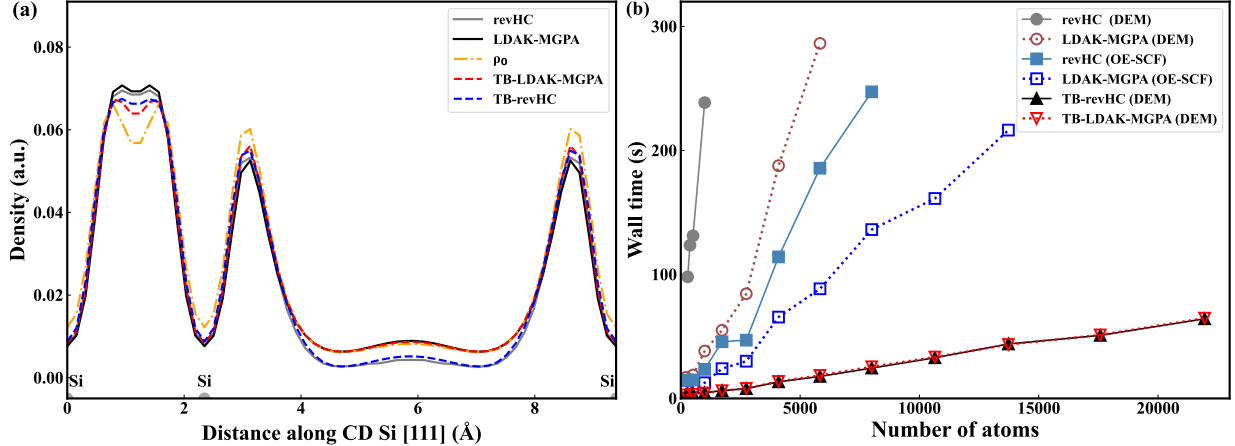 (a)
revHC
LDAK-MGPA
ρ₀
TB-LDAK-MGPA
TB-revHC
Density (a.u.)
0.08
0.06
0.04
0.02
0.00
Si
Si
Si
0
2
4
6
8
Distance along CD Si [111] (Å)
(b)
revHC (DEM)
LDAK-MGPA (DEM)
revHC (OE-SCF)
LDAK-MGPA (OE-SCF)
TB-revHC (DEM)
TB-LDAK-MGPA (DEM)
Wall time (s)
300
200
100
0
0
5000
10000
15000
20000
Number of atoms